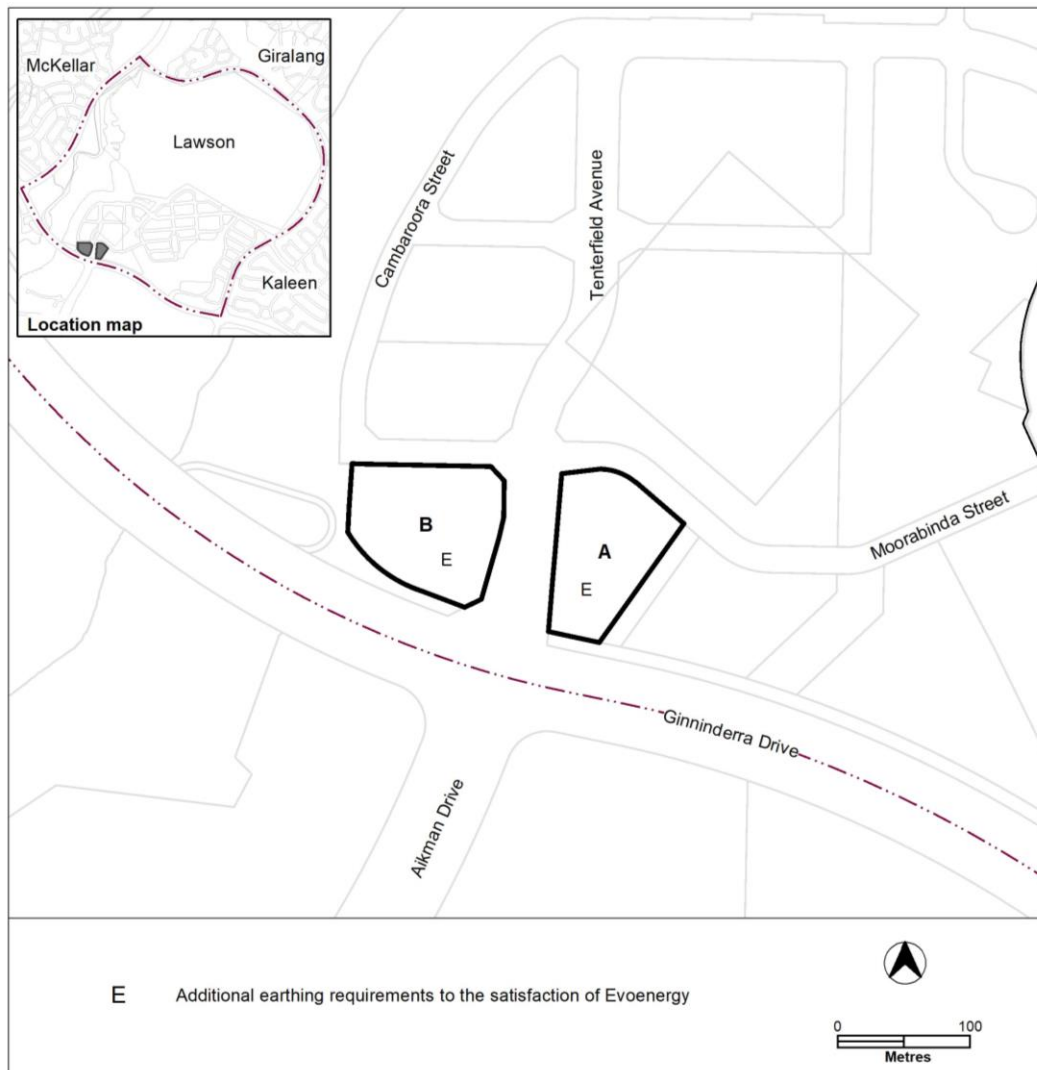 McKellar
Giralang
Lawson
Kaleen
Location map
Cambaroora Street
Tenterfield Avenue
B
E
A
E
Moorabinda Street
Ginninderra Drive
Aikman Drive
E Additional earthing requirements to the satisfaction of Evoenergy
0 100
Metres